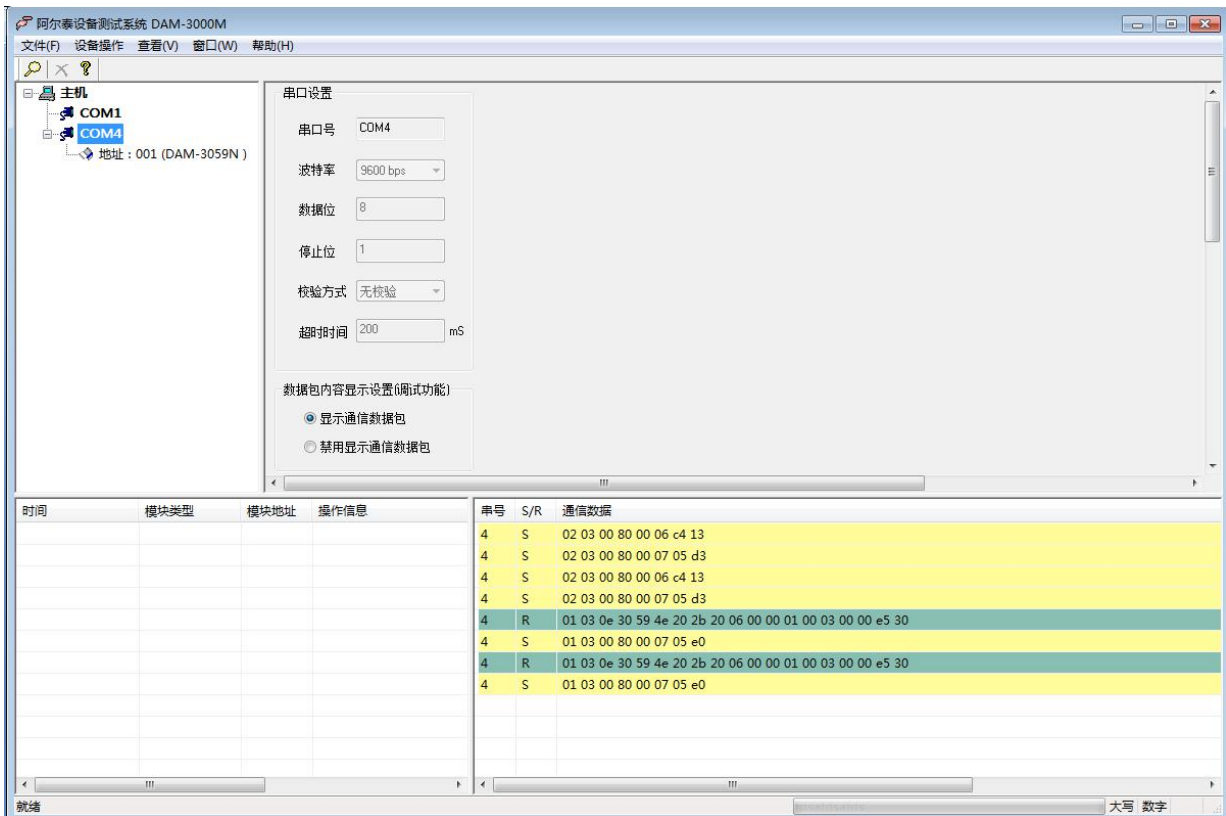 阿尔泰设备测试系统 DAM-3000M
文件(F) 设备操作 查看(V) 窗口(W) 帮助(H)
主机
COM1
COM4
地址：001 (DAM-3059N )
串口设置
串口号 COM4
波特率 9600 bps
数据位 8
停止位 1
校验方式 无校验
超时时间 200 mS
数据包内容显示设置(调试功能)
显示通信数据包
禁用显示通信数据包
时间 模块类型 模块地址 操作信息
串号 S/R 通信数据
4 S 02 03 00 80 00 06 c4 13
4 S 02 03 00 80 00 07 05 d3
4 S 02 03 00 80 00 06 c4 13
4 S 02 03 00 80 00 07 05 d3
4 R 01 03 0e 30 59 4e 20 2b 20 06 00 00 01 00 03 00 00 e5 30
4 S 01 03 00 80 00 07 05 e0
4 R 01 03 0e 30 59 4e 20 2b 20 06 00 00 01 00 03 00 00 e5 30
4 S 01 03 00 80 00 07 05 e0
就绪 大写 数字